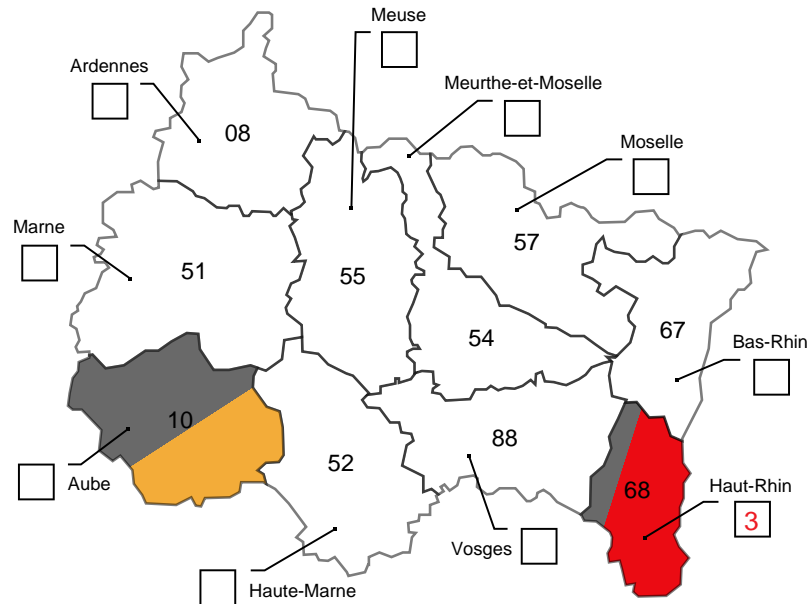 Meuse
Ardennes
Meurthe-et-Moselle
08
Moselle
Marne
57
51
55
67
54
Bas-Rhin
10
88
52
68
Aube
Haut-Rhin
3
Vosges
Haute-Marne